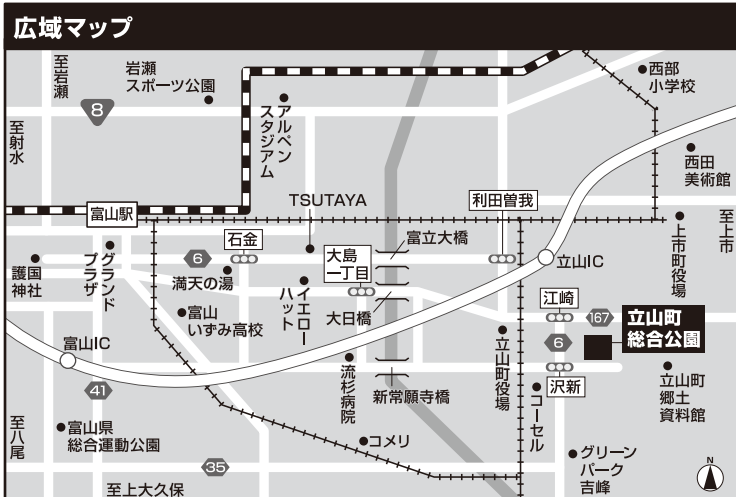 広域マップ
至岩瀬
岩瀬
スポーツ公園
アルペン
スタジアム
西部
小学校
8
至射水
西田
美術館
富山駅
TSUTAYA
利田曽我
石金
富立大橋
至上市
上市町役場
護国
神社
グランド
プラザ
6
満天の湯
大島
一丁目
立山IC
イエロー
ハット
大日橋
江崎
167
立山町
総合公園
富山
いずみ高校
富山IC
6
立山町役場
流杉病院
新常願寺橋
沢新
立山町
郷土
資料館
41
コーセル
至八尾
富山県
総合運動公園
コメリ
グリーン
パーク
吉峰
35
至上大久保
N